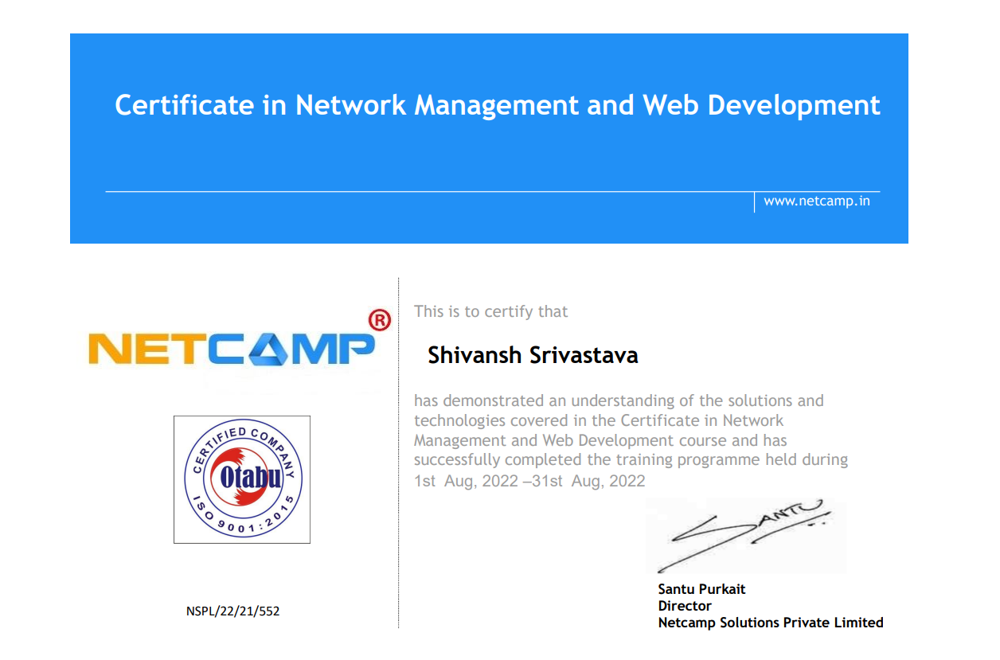 Certificate in Network Management and Web Development
www.netcamp.in
NETCAMP®
CERTIFIED COMPANY
Otabu
ISO 9001:2015
NSPL/22/21/552
This is to certify that
Shivansh Srivastava
has demonstrated an understanding of the solutions and
technologies covered in the Certificate in Network
Management and Web Development course and has
successfully completed the training programme held during
1st Aug, 2022 –31st Aug, 2022
SANTU
Santu Purkait
Director
Netcamp Solutions Private Limited